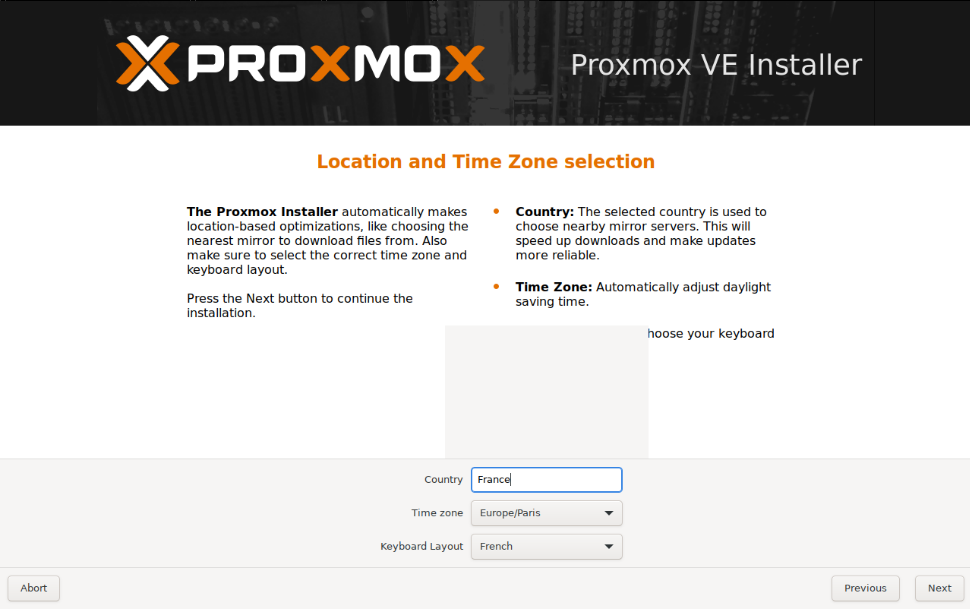 PROXMOX
Proxmox VE Installer
Location and Time Zone selection
The Proxmox Installer automatically makes
location-based optimizations, like choosing the
nearest mirror to download files from. Also
make sure to select the correct time zone and
keyboard layout.
Press the Next button to continue the
installation.
Country: The selected country is used to
choose nearby mirror servers. This will
speed up downloads and make updates
more reliable.
Time Zone: Automatically adjust daylight
saving time.
hoose your keyboard
Country
France
Time zone
Europe/Paris
Keyboard Layout
French
Abort
Previous
Next